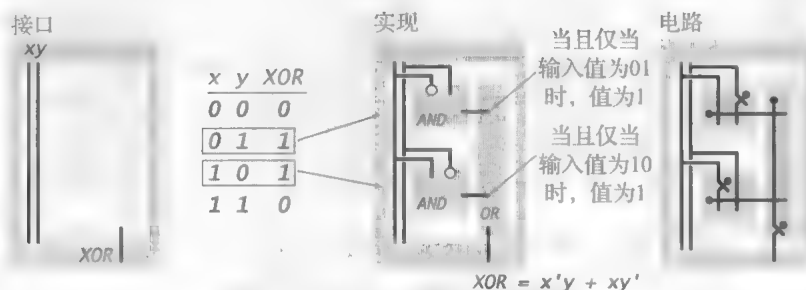 接口
xy
XOR
x y XOR
0 0 0
0 1 1
1 0 1
1 1 0
实现
AND
AND
OR
当且仅当
输入值为01
时，值为1
当且仅当
输入值为10
时，值为1
电路
XOR = x'y + xy'